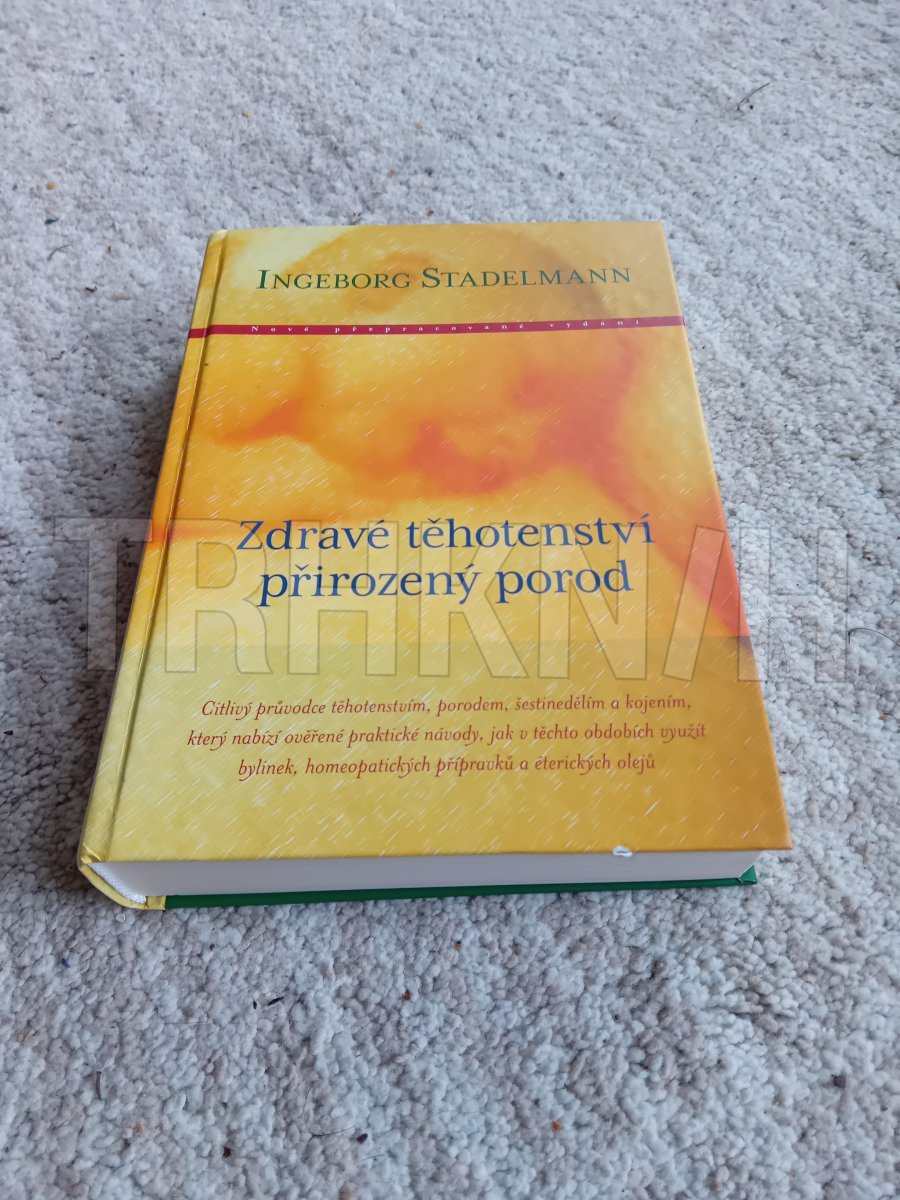 INGEBORG STADELMANN
Nové přepracované vydání
Zdravé těhotenství
přirozený porod
TRHKNIH
Citlivý průvodce těhotenstvím, porodem, šestinedělím a kojením,
který nabízí ověřené praktické návody, jak v těchto obdobích využít
bylinek, homeopatických přípravků a éterických olejů